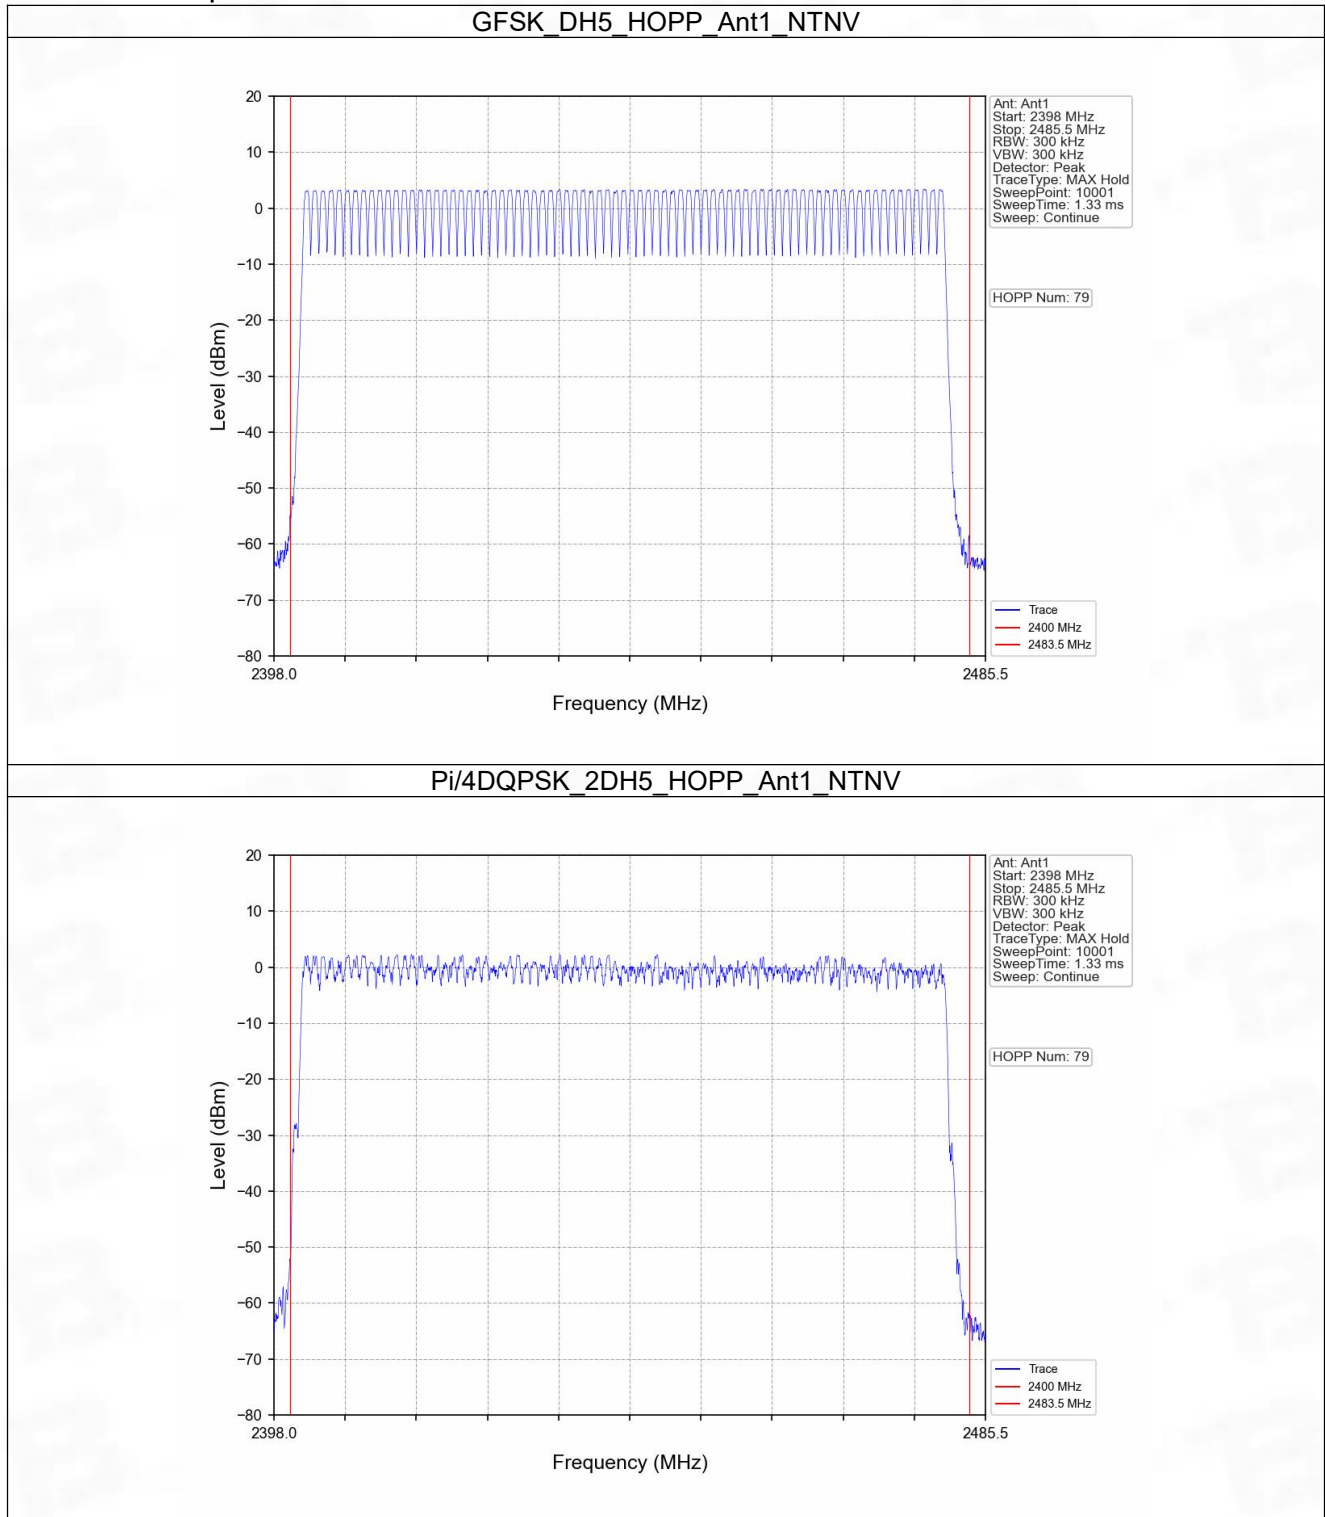 GFSK_DH5_HOPP_Ant1_NTNV
20
10
0
−10
−20
−30
−40
−50
−60
−70
−80
Level (dBm)
2398.0
2485.5
Frequency (MHz)
Ant: Ant1
Start: 2398 MHz
Stop: 2485.5 MHz
RBW: 300 kHz
VBW: 300 kHz
Detector: Peak
TraceType: MAX Hold
SweepPoint: 10001
SweepTime: 1.33 ms
Sweep: Continue
HOPP Num: 79
Trace
2400 MHz
2483.5 MHz
Pi/4DQPSK_2DH5_HOPP_Ant1_NTNV
20
10
0
−10
−20
−30
−40
−50
−60
−70
−80
Level (dBm)
2398.0
2485.5
Frequency (MHz)
Ant: Ant1
Start: 2398 MHz
Stop: 2485.5 MHz
RBW: 300 kHz
VBW: 300 kHz
Detector: Peak
TraceType: MAX Hold
SweepPoint: 10001
SweepTime: 1.33 ms
Sweep: Continue
HOPP Num: 79
Trace
2400 MHz
2483.5 MHz